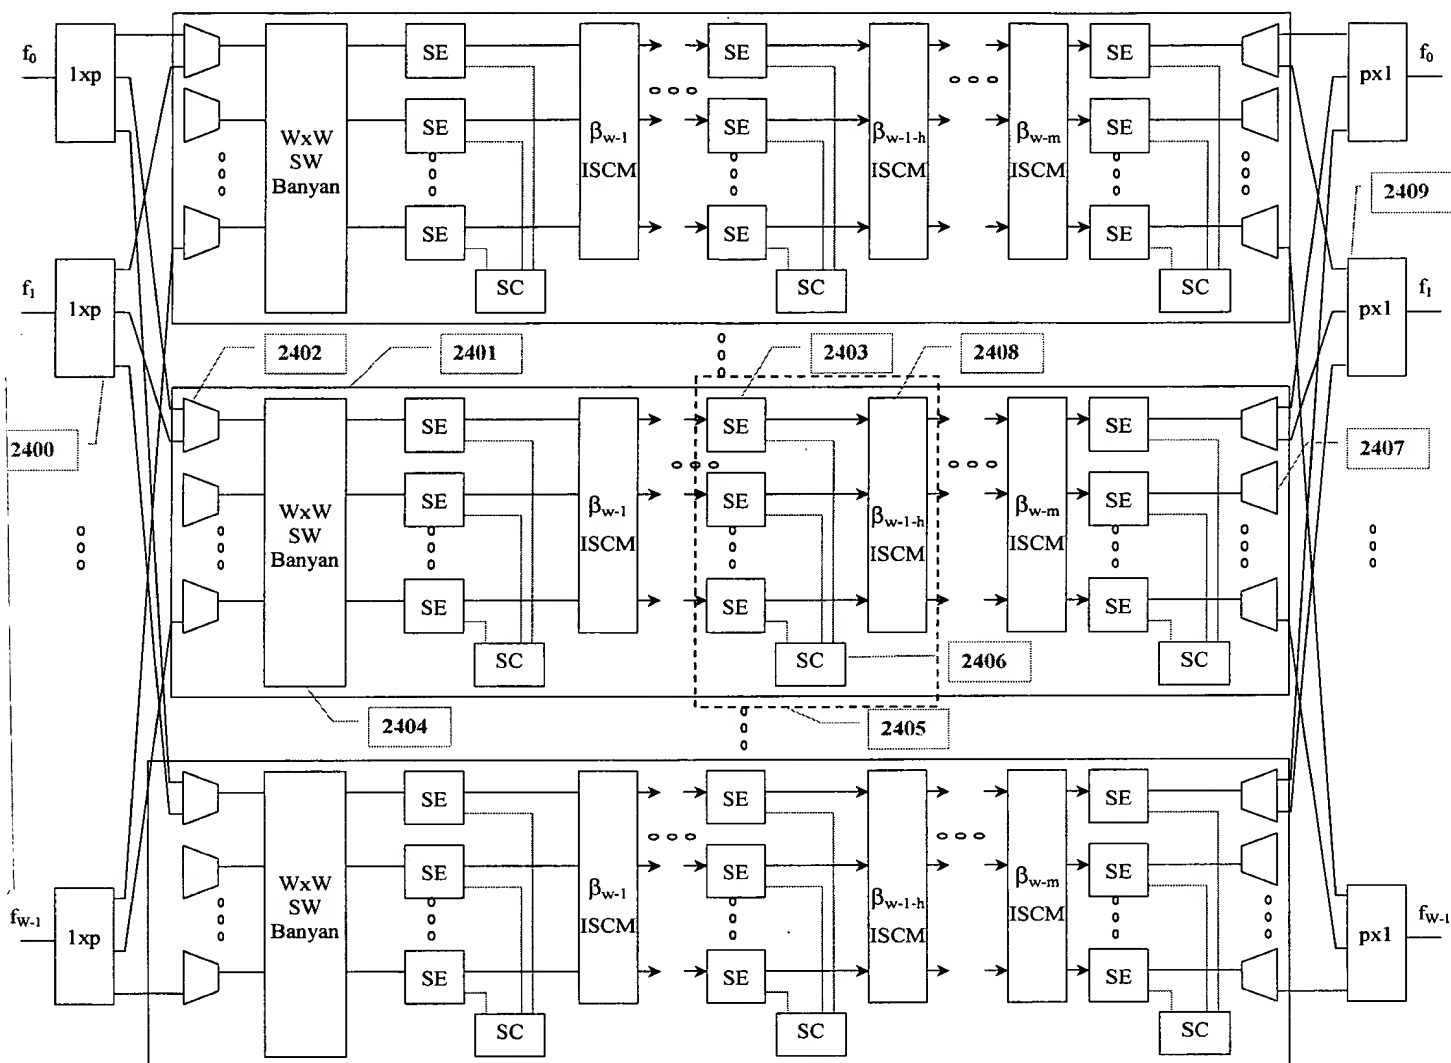 f0
1xp
WxW
SW
Banyan
SE
SE
SE
SC
βw-1
ISCM
SE
SE
SE
SC
βw-1-h
ISCM
βw-m
ISCM
SE
SE
SE
SC
px1
f0
2409
f1
1xp
px1
f1
2402
2401
2403
2408
2400
WxW
SW
Banyan
SE
SE
SE
SC
βw-1
ISCM
SE
SE
SE
SC
βw-1-h
ISCM
βw-m
ISCM
SE
SE
SE
SC
2407
2406
2404
2405
fW-1
1xp
WxW
SW
Banyan
SE
SE
SE
SC
βw-1
ISCM
SE
SE
SE
SC
βw-1-h
ISCM
βw-m
ISCM
SE
SE
SE
SC
px1
fW-1